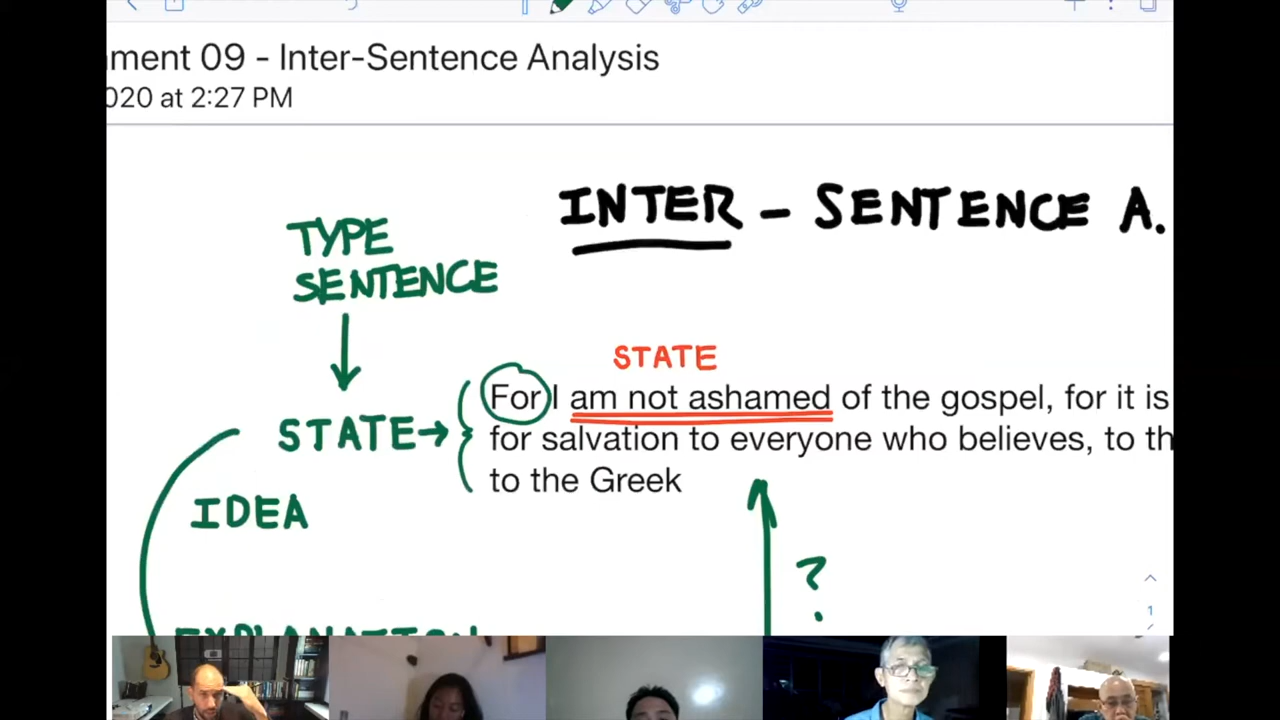 ment 09 - Inter-Sentence Analysis
020 at 2:27 PM
INTER - SENTENCE A.
TYPE
SENTENCE
STATE
STATE → For I am not ashamed of the gospel, for it is
for salvation to everyone who believes, to th
to the Greek
IDEA
?
EXPLANATION
1